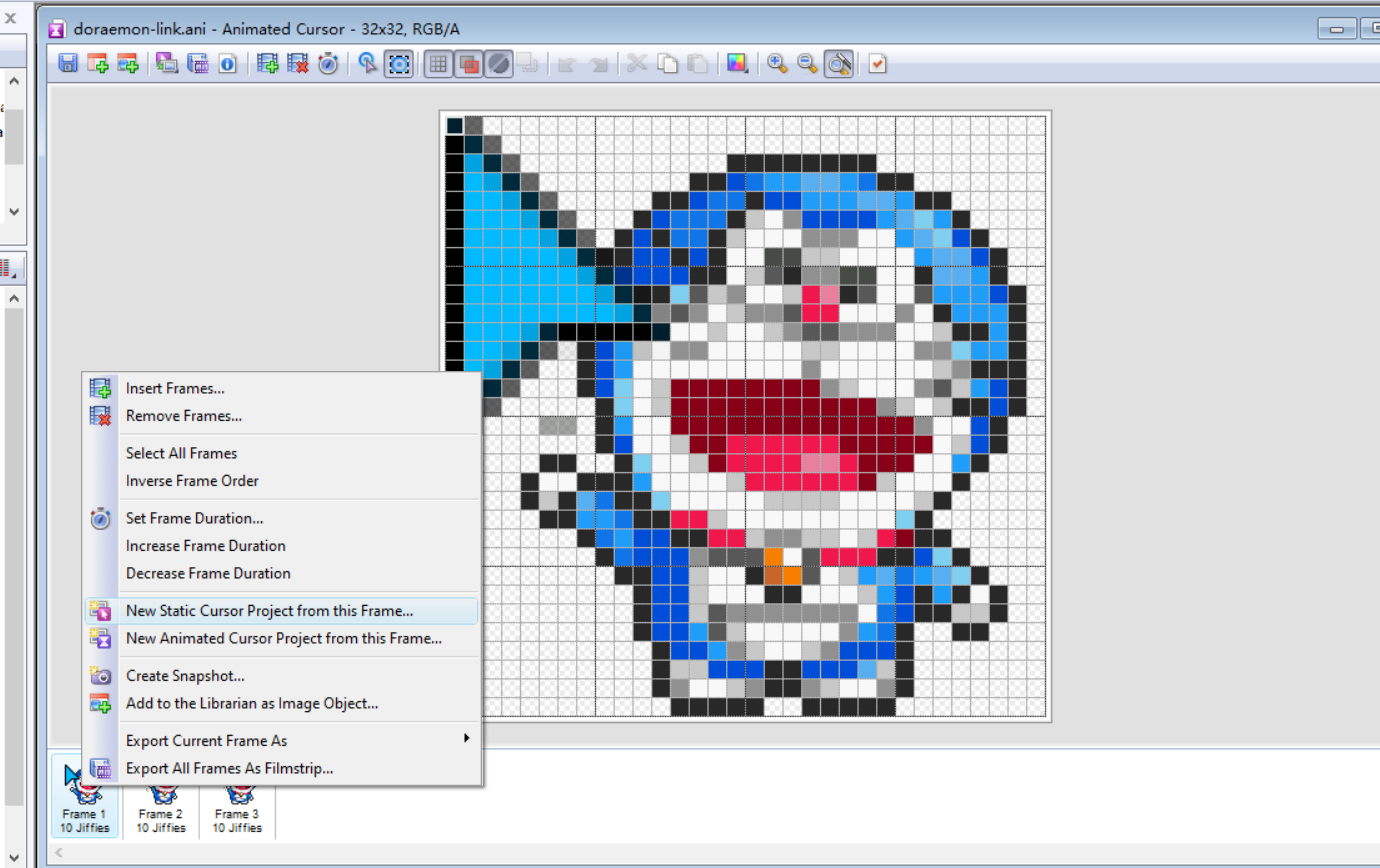 doraemon-link.ani - Animated Cursor - 32x32, RGB/A
Insert Frames...
Remove Frames...
Select All Frames
Inverse Frame Order
Set Frame Duration...
Increase Frame Duration
Decrease Frame Duration
New Static Cursor Project from this Frame...
New Animated Cursor Project from this Frame...
Create Snapshot...
Add to the Librarian as Image Object...
Export Current Frame As
Export All Frames As Filmstrip...
Frame 1
10 Jiffies
Frame 2
10 Jiffies
Frame 3
10 Jiffies